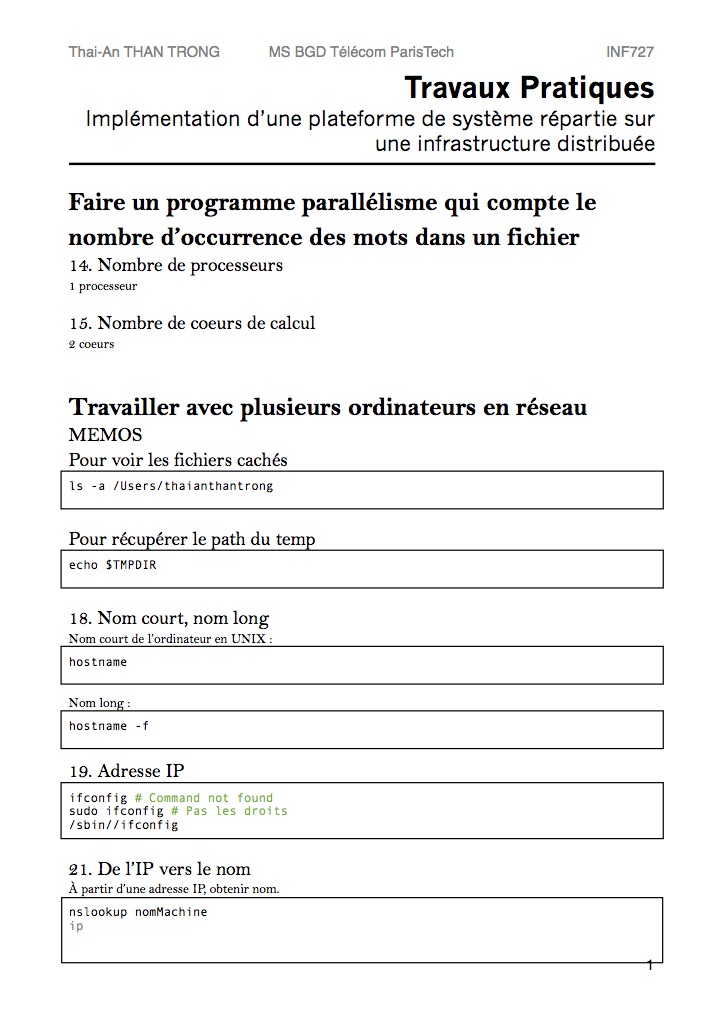 Thai-An THAN TRONG MS BGD Télécom ParisTech INF727
Travaux Pratiques
Implémentation d'une plateforme de système répartie sur
une infrastructure distribuée
Faire un programme parallélisme qui compte le
nombre d'occurrence des mots dans un fichier
14. Nombre de processeurs
1 processeur
15. Nombre de coeurs de calcul
2 coeurs
Travailler avec plusieurs ordinateurs en réseau
MEMOS
Pour voir les fichiers cachés
ls -a /Users/thaianthantrong
Pour récupérer le path du temp
echo $TMPDIR
18. Nom court, nom long
Nom court de l'ordinateur en UNIX :
hostname
Nom long :
hostname -f
19. Adresse IP
ifconfig # Command not found
sudo ifconfig # Pas les droits
/sbin//ifconfig
21. De l'IP vers le nom
À partir d'une adresse IP, obtenir nom.
nslookup nomMachine
ip
1